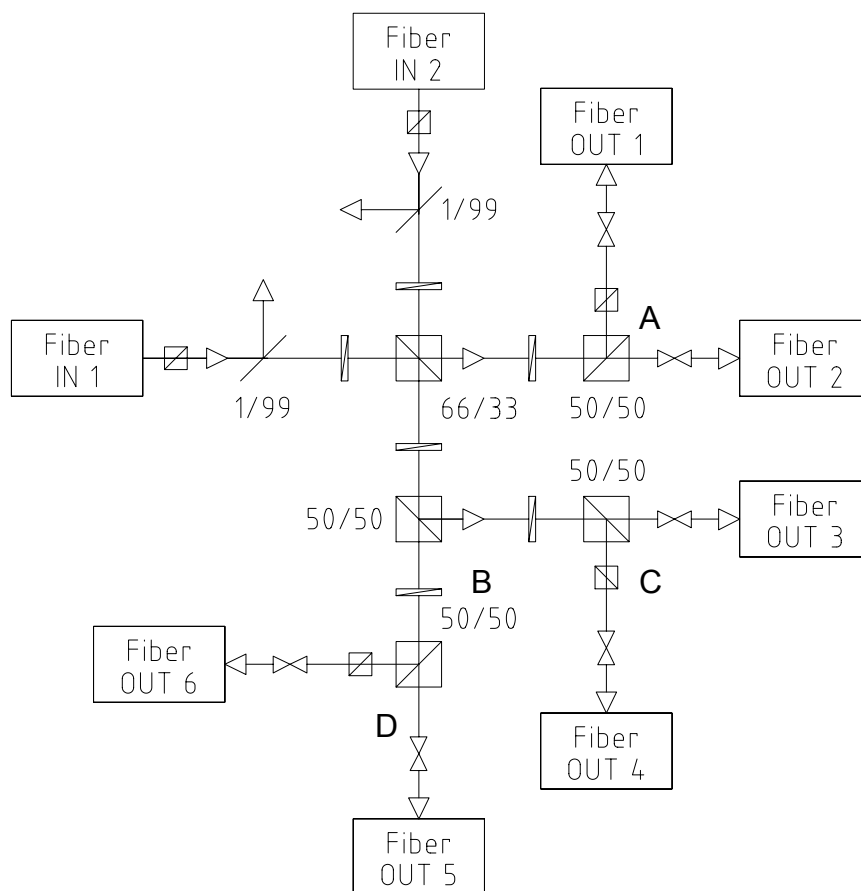 Fiber
IN 2
Fiber
OUT 1
1/99
A
Fiber
IN 1
Fiber
OUT 2
1/99
66/33
50/50
50/50
50/50
Fiber
OUT 3
B
C
50/50
Fiber
OUT 6
D
Fiber
OUT 4
Fiber
OUT 5